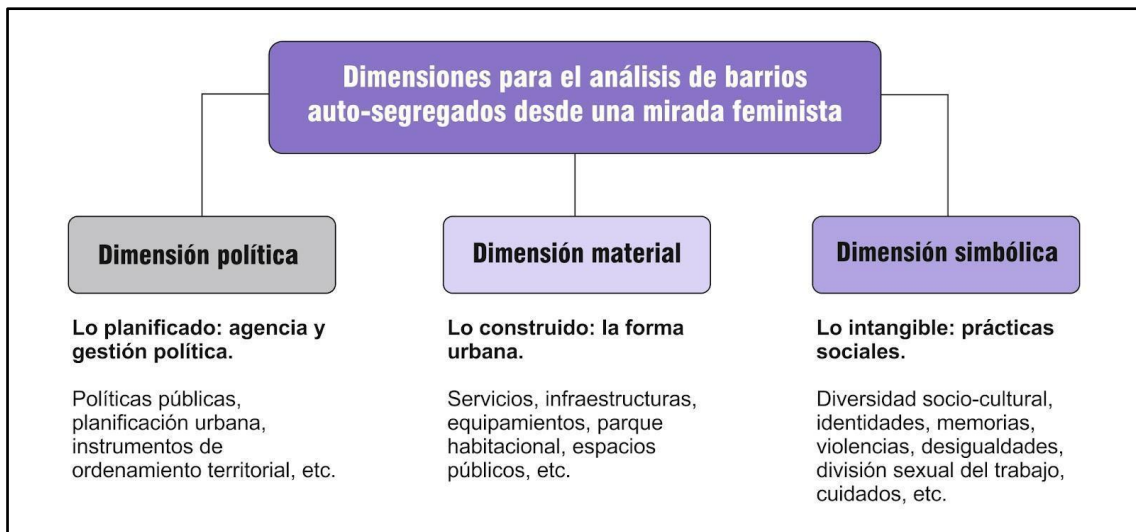 Dimensiones para el análisis de barrios
auto-segregados desde una mirada feminista
Dimensión política
Lo planificado: agencia y
gestión política.
Políticas públicas,
planificación urbana,
instrumentos de
ordenamiento territorial, etc.
Dimensión material
Lo construido: la forma
urbana.
Servicios, infraestructuras,
equipamientos, parque
habitacional, espacios
públicos, etc.
Dimensión simbólica
Lo intangible: prácticas
sociales.
Diversidad socio-cultural,
identidades, memorias,
violencias, desigualdades,
división sexual del trabajo,
cuidados, etc.